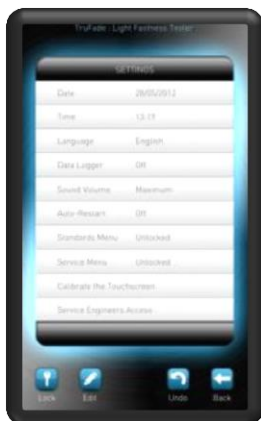 TruFade : Light Fastness Tester
SETTINGS
Date 28/05/2012
Time 13:19
Language English
Data Logger Off
Sound Volume Maximum
Auto-Restart Off
Standards Menu Unlocked
Service Menu Unlocked
Calibrate the Touchscreen
Service Engineers Access
Lock Edit Undo Back